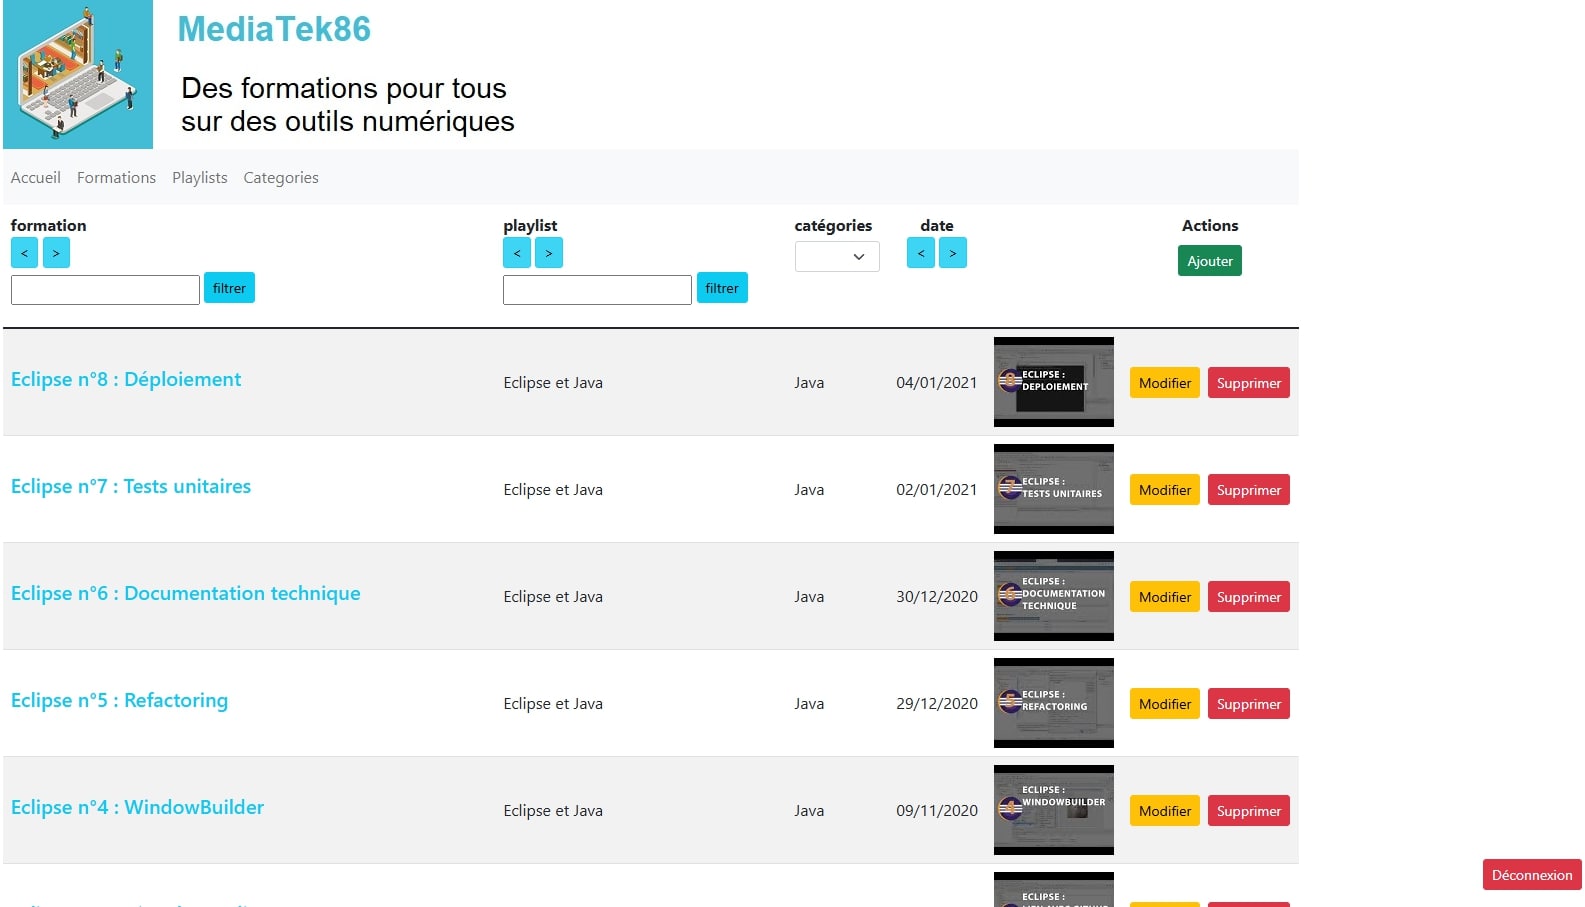 MediaTek86
Des formations pour tous
sur des outils numériques
Accueil Formations Playlists Categories
formation playlist catégories date Actions
< > < > < > Ajouter
filtrer filtrer
Eclipse n°8 : Déploiement Eclipse et Java Java 04/01/2021 Modifier Supprimer
8 ECLIPSE :
DEPLOIEMENT
Eclipse n°7 : Tests unitaires Eclipse et Java Java 02/01/2021 Modifier Supprimer
7 ECLIPSE :
TESTS UNITAIRES
Eclipse n°6 : Documentation technique Eclipse et Java Java 30/12/2020 Modifier Supprimer
6 ECLIPSE :
DOCUMENTATION
TECHNIQUE
Eclipse n°5 : Refactoring Eclipse et Java Java 29/12/2020 Modifier Supprimer
5 ECLIPSE :
REFACTORING
Eclipse n°4 : WindowBuilder Eclipse et Java Java 09/11/2020 Modifier Supprimer
4 ECLIPSE :
WINDOWBUILDER
Déconnexion
ECLIPSE :